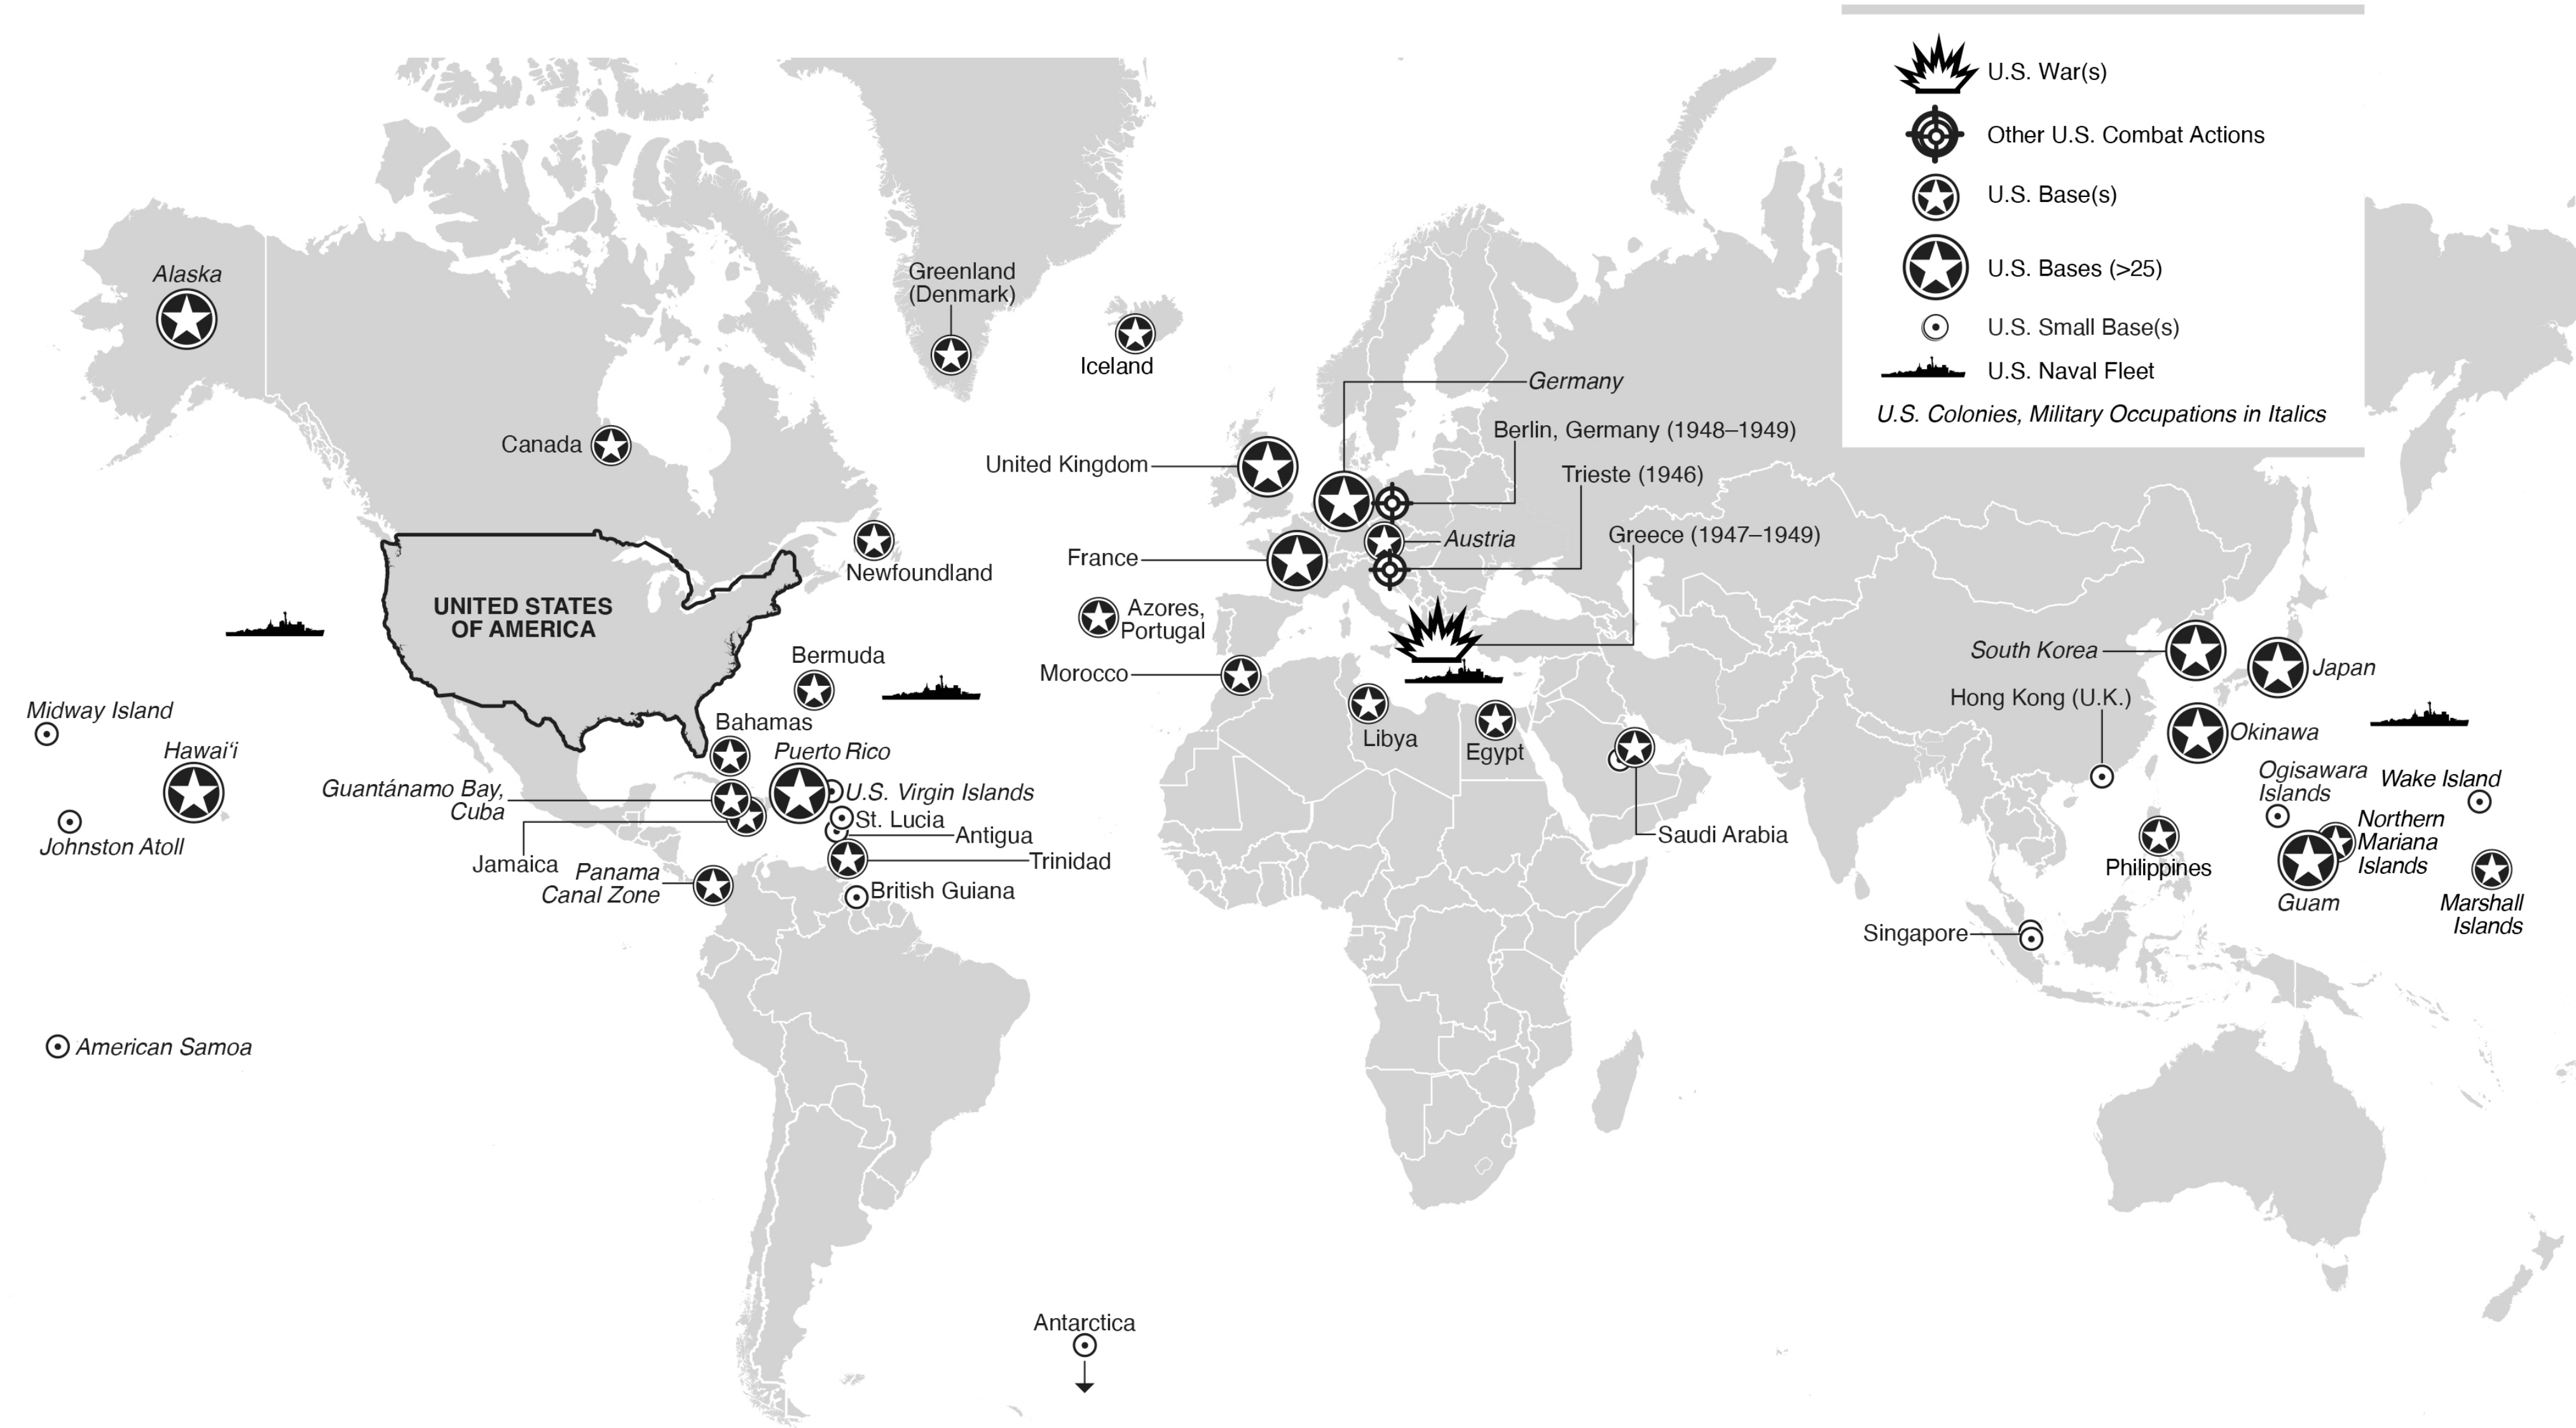 U.S. War(s)
Other U.S. Combat Actions
U.S. Base(s)
U.S. Bases (>25)
U.S. Small Base(s)
U.S. Naval Fleet
U.S. Colonies, Military Occupations in Italics
Alaska
Greenland
(Denmark)
Iceland
Canada
Newfoundland
UNITED STATES
OF AMERICA
Bermuda
Bahamas
Midway Island
Hawai‘i
Johnston Atoll
American Samoa
Puerto Rico
Guantánamo Bay,
Cuba
U.S. Virgin Islands
St. Lucia
Antigua
Jamaica
Trinidad
Panama
Canal Zone
British Guiana
Antarctica
Germany
Berlin, Germany (1948–1949)
United Kingdom
Trieste (1946)
Austria
Greece (1947–1949)
France
Azores,
Portugal
Morocco
Libya
Egypt
Saudi Arabia
South Korea
Japan
Hong Kong (U.K.)
Okinawa
Ogisawara
Islands
Wake Island
Northern
Mariana
Islands
Philippines
Guam
Marshall
Islands
Singapore